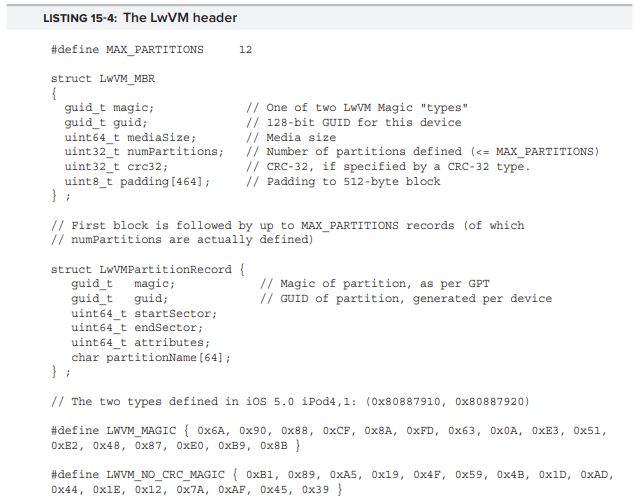 LISTING 15-4: The LwVM header
#define MAX_PARTITIONS 12
struct LwVM_MBR
{
guid_t magic; // One of two LwVM Magic "types"
guid_t guid; // 128-bit GUID for this device
uint64_t mediaSize; // Media size
uint32_t numPartitions; // Number of partitions defined (<= MAX_PARTITIONS)
uint32_t crc32; // CRC-32, if specified by a CRC-32 type.
uint8_t padding[464]; // Padding to 512-byte block
} ;
// First block is followed by up to MAX_PARTITIONS records (of which
// numPartitions are actually defined)
struct LwVMPartitionRecord {
guid_t magic; // Magic of partition, as per GPT
guid_t guid; // GUID of partition, generated per device
uint64_t startSector;
uint64_t endSector;
uint64_t attributes;
char partitionName[64];
} ;
// The two types defined in iOS 5.0 iPod4,1: (0x80887910, 0x80887920)
#define LWVM_MAGIC { 0x6A, 0x90, 0x88, 0xCF, 0x8A, 0xFD, 0x63, 0x0A, 0xE3, 0x51,
0xE2, 0x48, 0x87, 0xE0, 0xB9, 0x8B }
#define LWVM_NO_CRC_MAGIC { 0xB1, 0x89, 0xA5, 0x19, 0x4F, 0x59, 0x4B, 0x1D, 0xAD,
0x44, 0x1E, 0x12, 0x7A, 0xAF, 0x45, 0x39 }